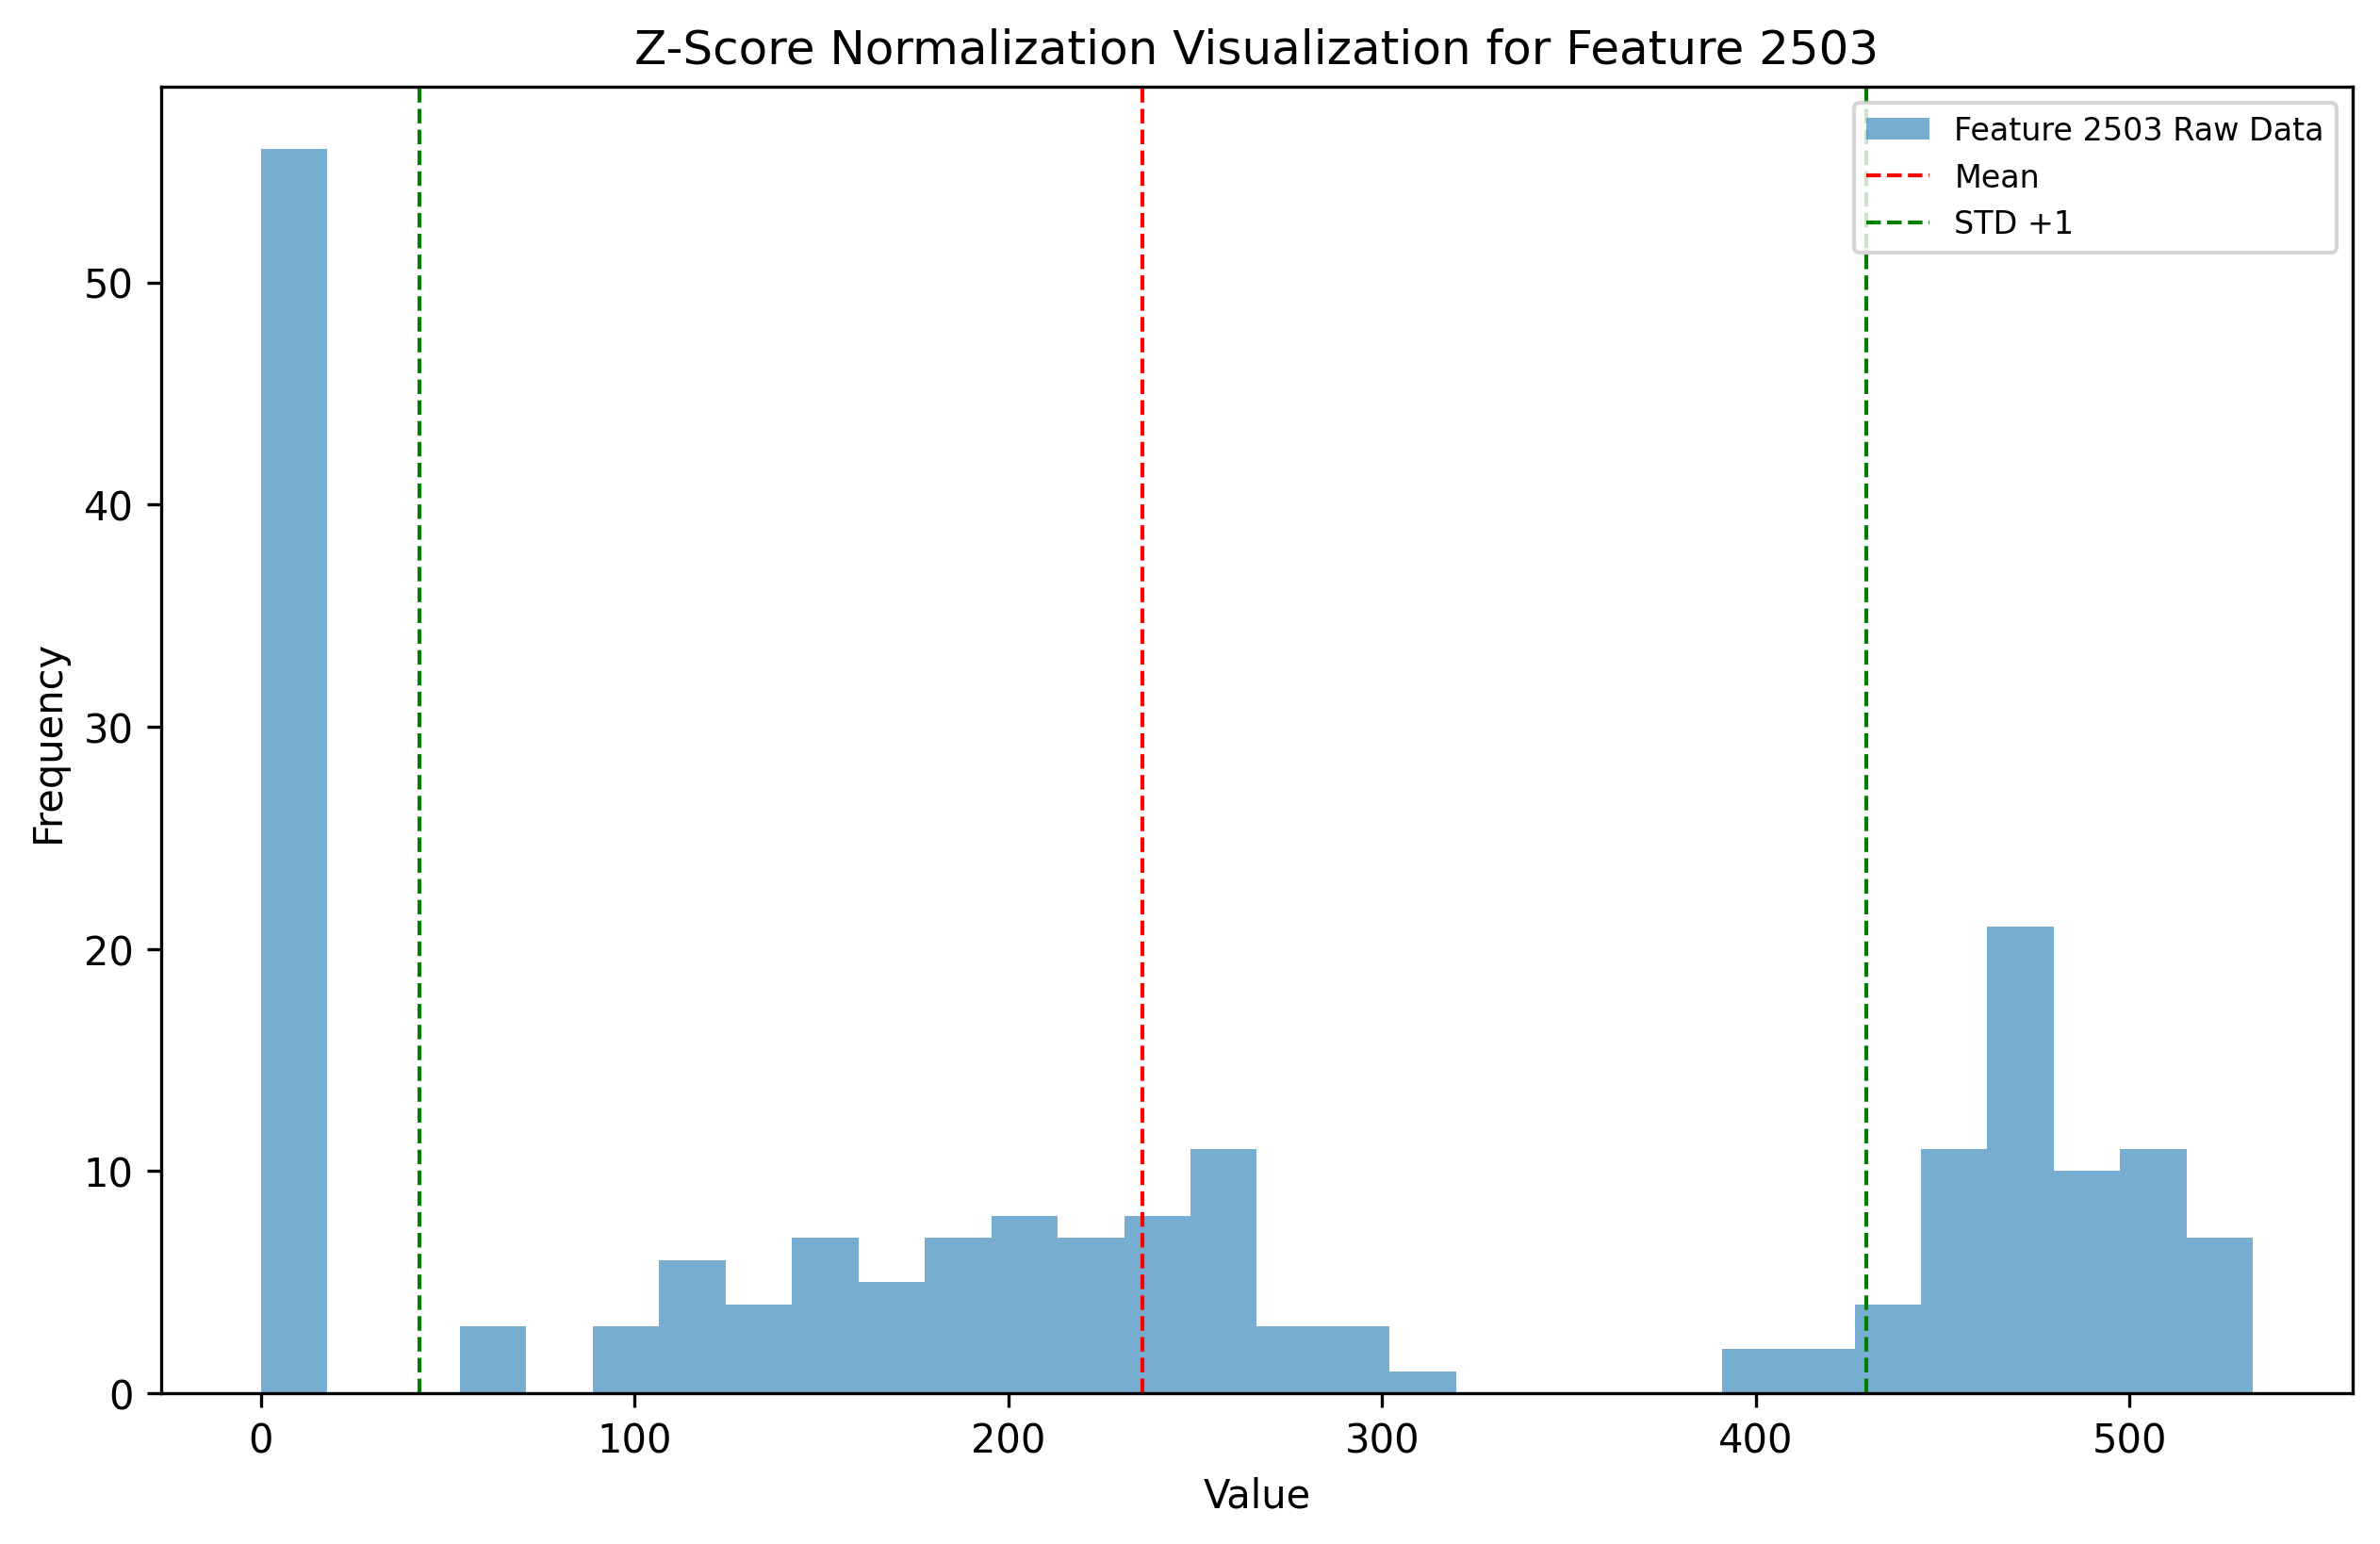 Z-Score Normalization Visualization for Feature 2503
Feature 2503 Raw Data
Mean
STD +1
Frequency
50
40
30
20
10
0
0 100 200 300 400 500
Value